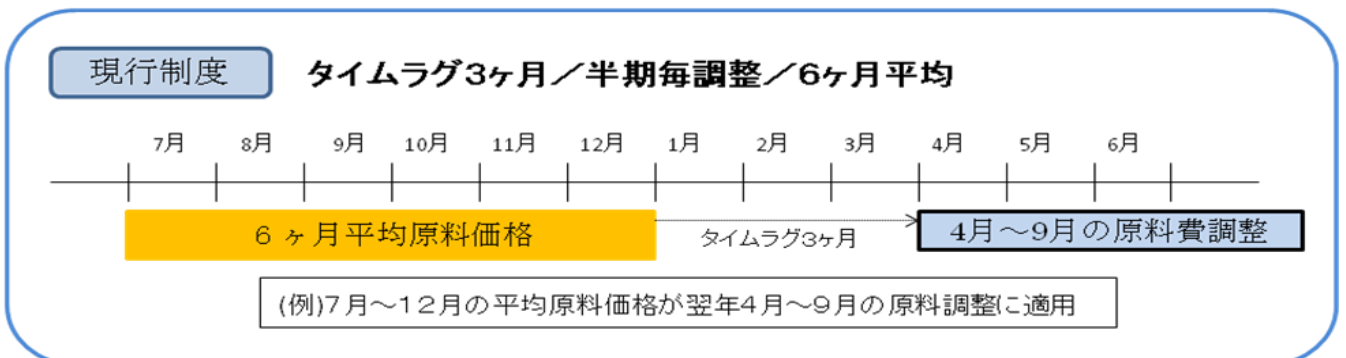 現行制度 タイムラグ3ヶ月／半期毎調整／6ヶ月平均
7月 8月 9月 10月 11月 12月 1月 2月 3月 4月 5月 6月
6ヶ月平均原料価格 タイムラグ3ヶ月 4月～9月の原料費調整
(例)7月～12月の平均原料価格が翌年4月～9月の原料調整に適用